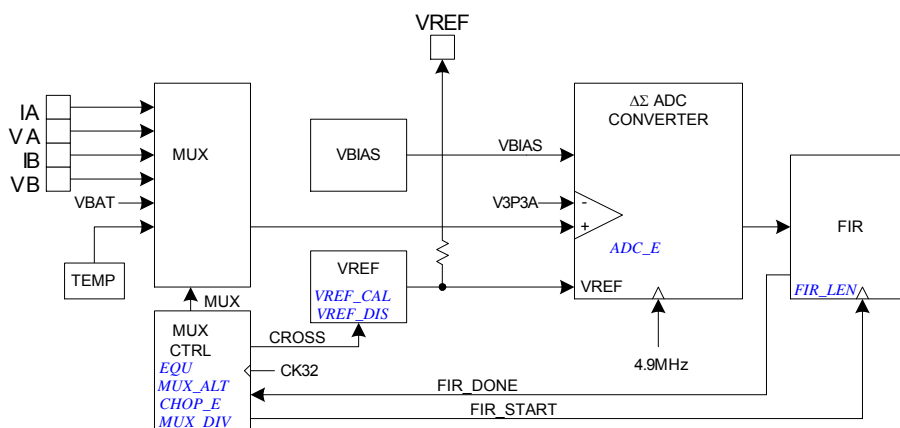 VREF
IA
VA
IB
VB
VBAT
TEMP
MUX
VBIAS
VBIAS
ΔΣ ADC
CONVERTER
V3P3A
-
+
ADC_E
VREF
FIR
FIR_LEN
VREF
VREF_CAL
VREF_DIS
MUX
MUX
CTRL
EQU
MUX_ALT
CHOP_E
MUX_DIV
CROSS
CK32
4.9MHz
FIR_DONE
FIR_START